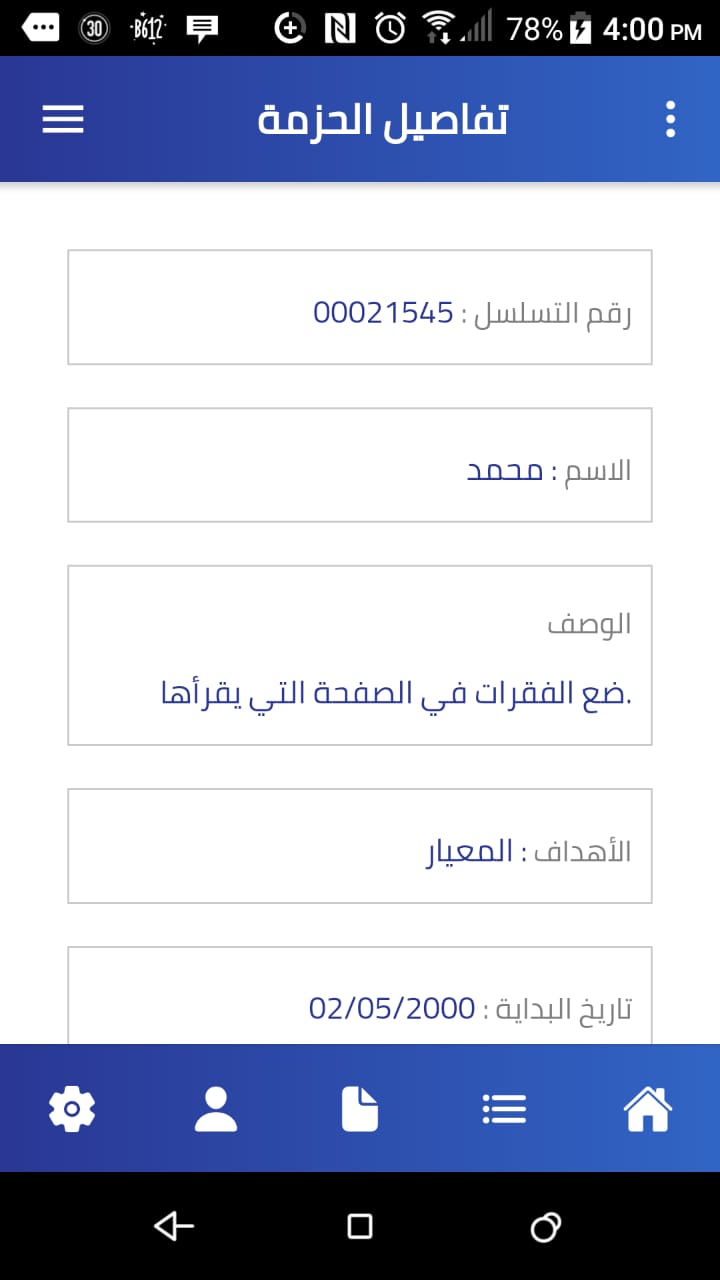 30 B612 78% 4:00 PM
تفاصيل الحزمة
رقم التسلسل : 00021545
الاسم : محمد
الوصف
ضع الفقرات في الصفحة التي يقرأها.
الأهداف : المعيار
تاريخ البداية : 02/05/2000